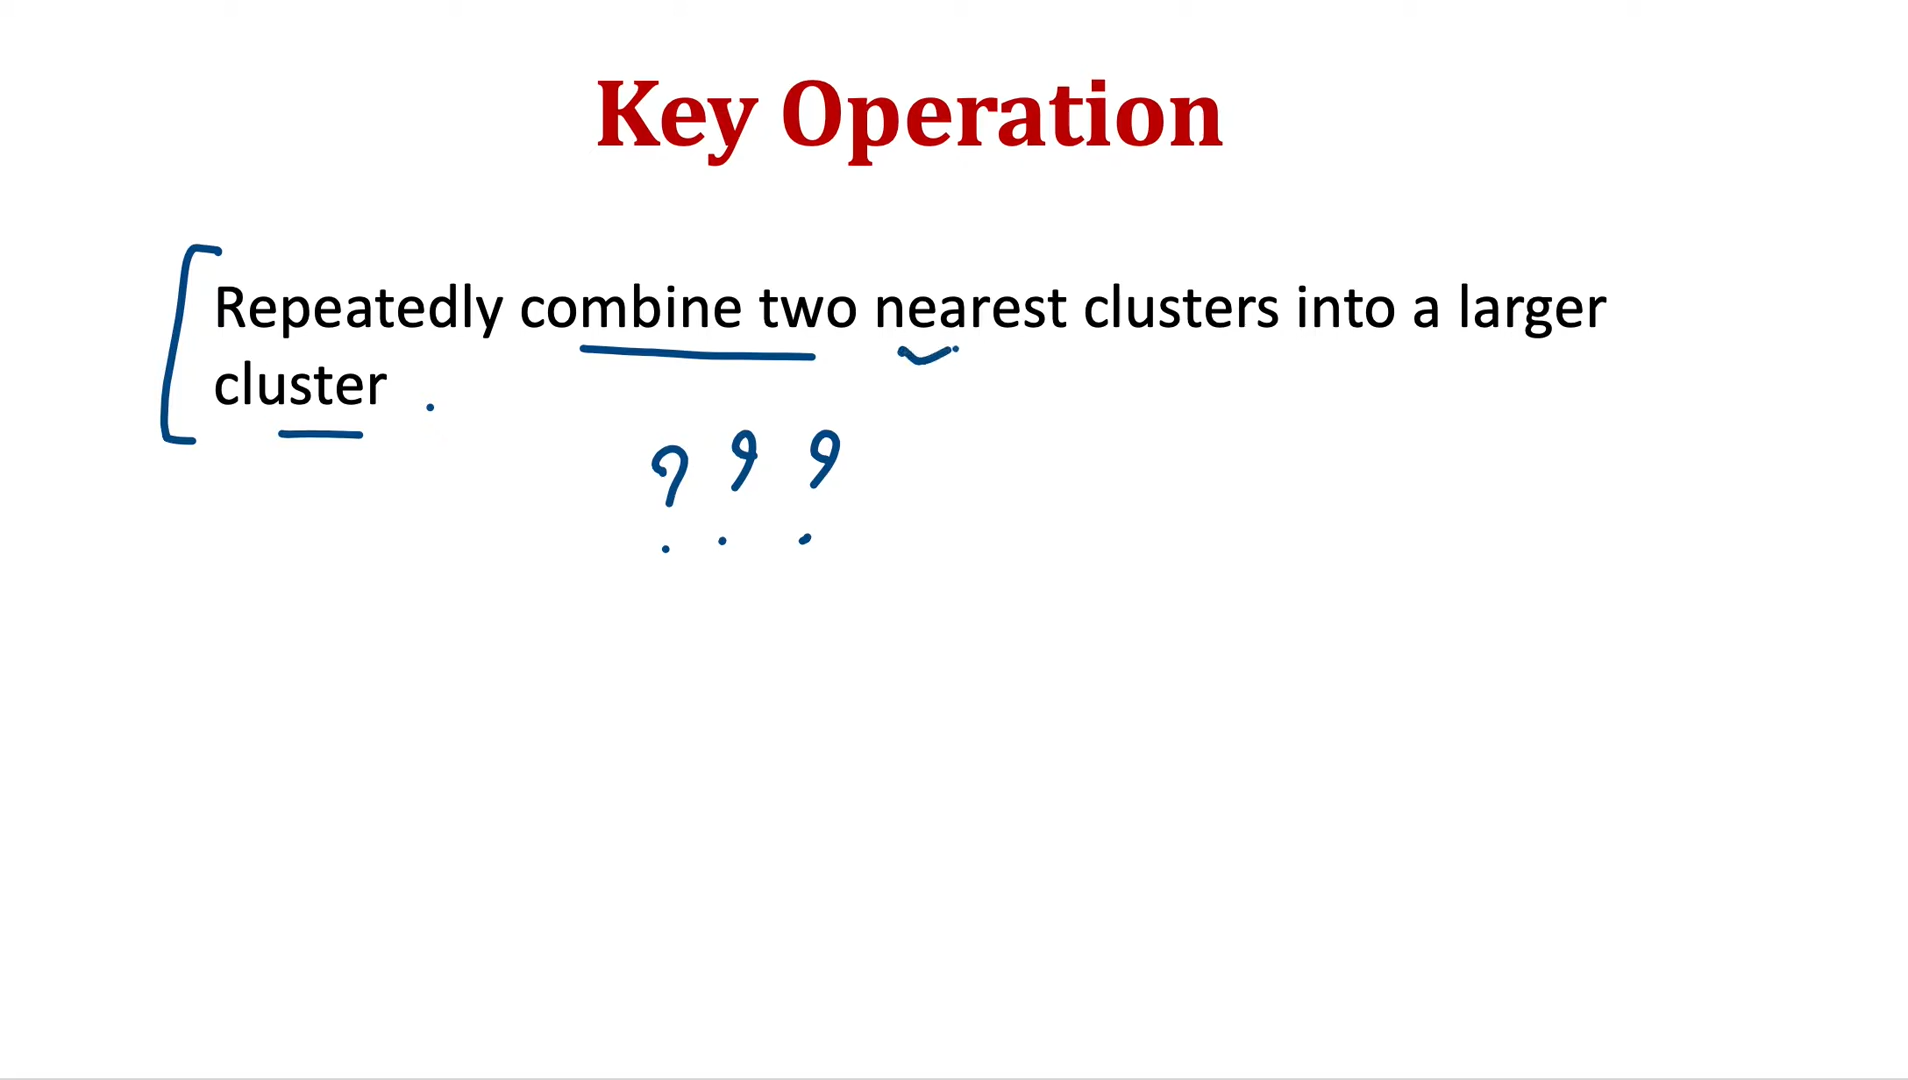 Key Operation
Repeatedly combine two nearest clusters into a larger
cluster .
? ? ?